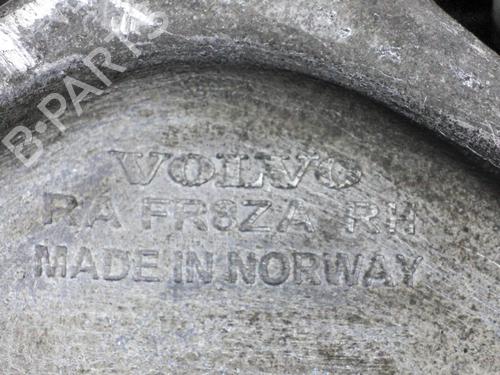 B-PARTS
VOLVO
RA FR8ZA RH
MADE IN NORWAY